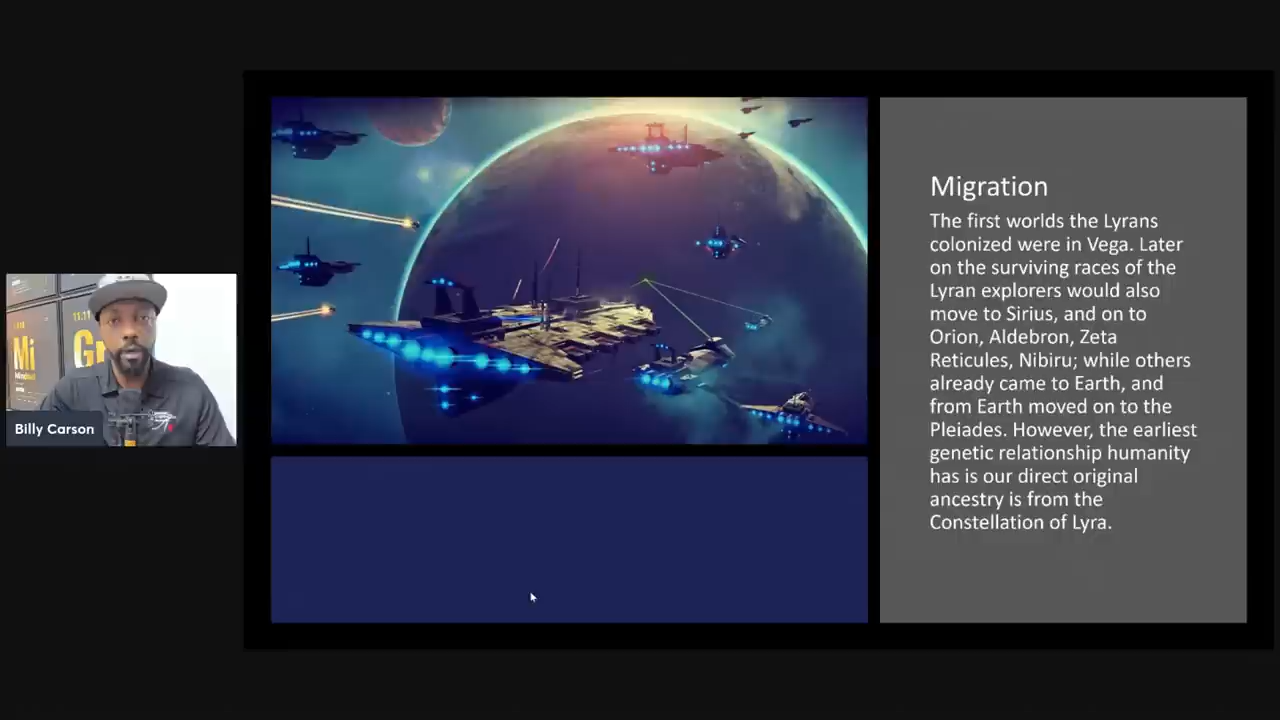 Migration
The first worlds the Lyrans
colonized were in Vega. Later
on the surviving races of the
Lyran explorers would also
move to Sirius, and on to
Orion, Aldebron, Zeta
Reticules, Nibiru; while others
already came to Earth, and
from Earth moved on to the
Pleiades. However, the earliest
genetic relationship humanity
has is our direct original
ancestry is from the
Constellation of Lyra.
Mi
Gr
Billy Carson